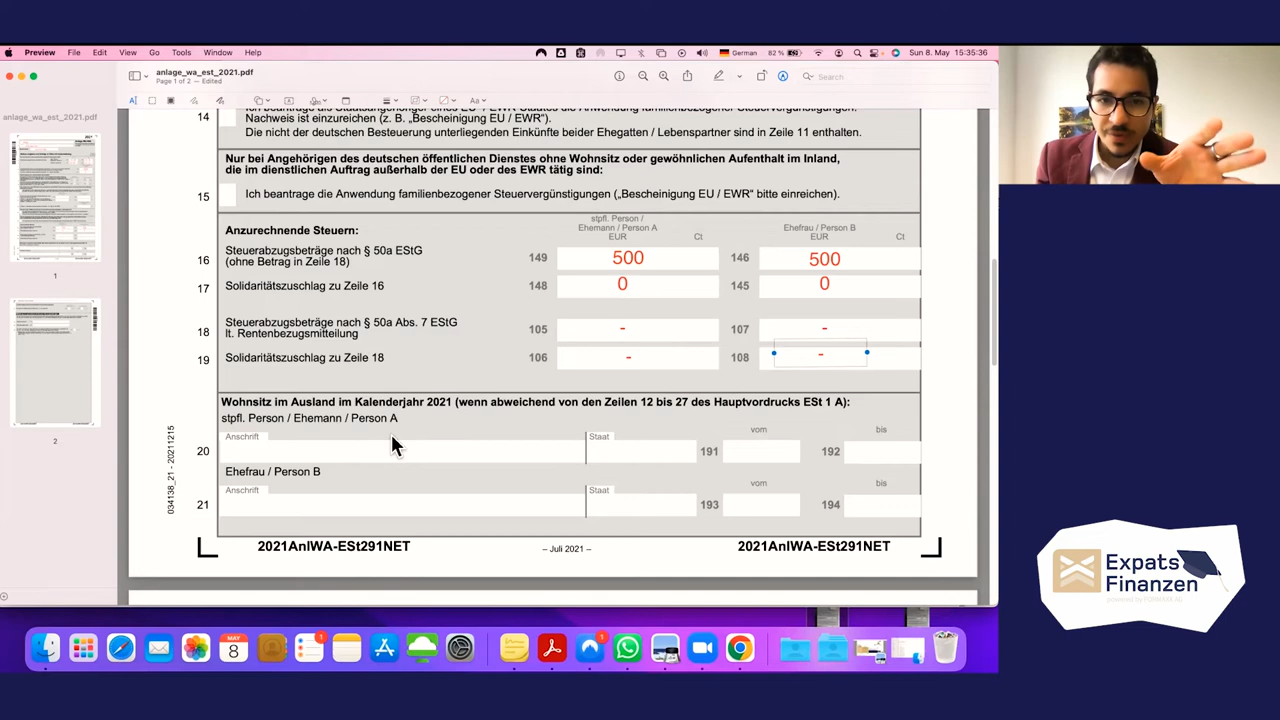 Preview File Edit View Go Tools Window Help German 82 % Sun 8. May 15:35:36
anlage_wa_est_2021.pdf
Page 1 of 2 – Edited
Search
Aa
anlage_wa_est_2021.pdf
1
2
14
Nachweis ist einzureichen (z. B. „Bescheinigung EU / EWR“).
Die nicht der deutschen Besteuerung unterliegenden Einkünfte beider Ehegatten / Lebenspartner sind in Zeile 11 enthalten.
Nur bei Angehörigen des deutschen öffentlichen Dienstes ohne Wohnsitz oder gewöhnlichen Aufenthalt im Inland,
die im dienstlichen Auftrag außerhalb der EU oder des EWR tätig sind:
15 Ich beantrage die Anwendung familienbezogener Steuervergünstigungen („Bescheinigung EU / EWR“ bitte einreichen).
Anzurechnende Steuern:
stpfl. Person /
Ehemann / Person A
EUR Ct
Ehefrau / Person B
EUR Ct
16 Steuerabzugsbeträge nach § 50a EStG
(ohne Betrag in Zeile 18)
149 500 146 500
17 Solidaritätszuschlag zu Zeile 16 148 0 145 0
18 Steuerabzugsbeträge nach § 50a Abs. 7 EStG
lt. Rentenbezugsmitteilung
105 - 107 -
19 Solidaritätszuschlag zu Zeile 18 106 - 108 -
Wohnsitz im Ausland im Kalenderjahr 2021 (wenn abweichend von den Zeilen 12 bis 27 des Hauptvordrucks ESt 1 A):
stpfl. Person / Ehemann / Person A
Anschrift Staat vom bis
20 191 192
Ehefrau / Person B
Anschrift Staat vom bis
21 193 194
034138_21 - 20211215
2021AnlWA-ESt291NET – Juli 2021 – 2021AnlWA-ESt291NET
MAY
8
1
1
Expats
Finanzen